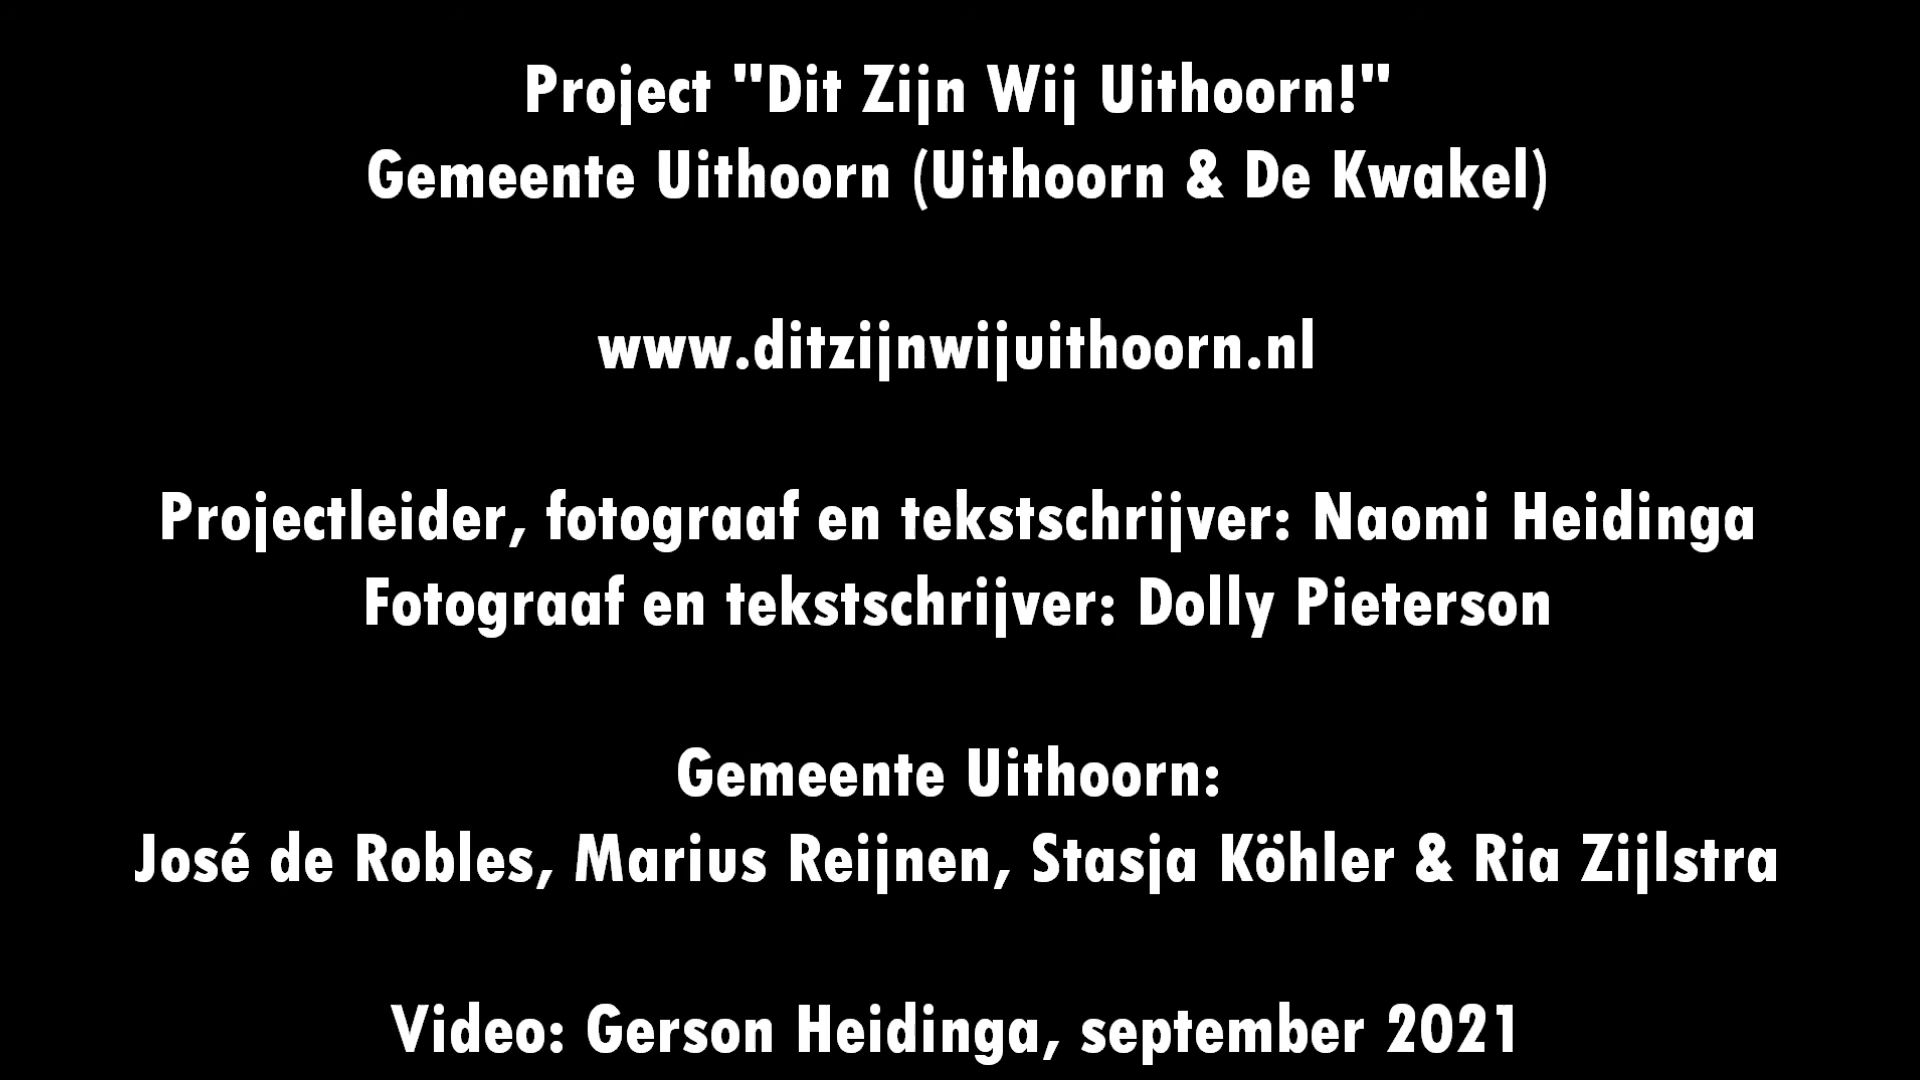 Project "Dit Zijn Wij Uithoorn!"
Gemeente Uithoorn (Uithoorn & De Kwakel)
www.ditzijnwijuithoorn.nl
Projectleider, fotograaf en tekstschrijver: Naomi Heidinga
Fotograaf en tekstschrijver: Dolly Pieterson
Gemeente Uithoorn:
José de Robles, Marius Reijnen, Stasja Köhler & Ria Zijlstra
Video: Gerson Heidinga, september 2021